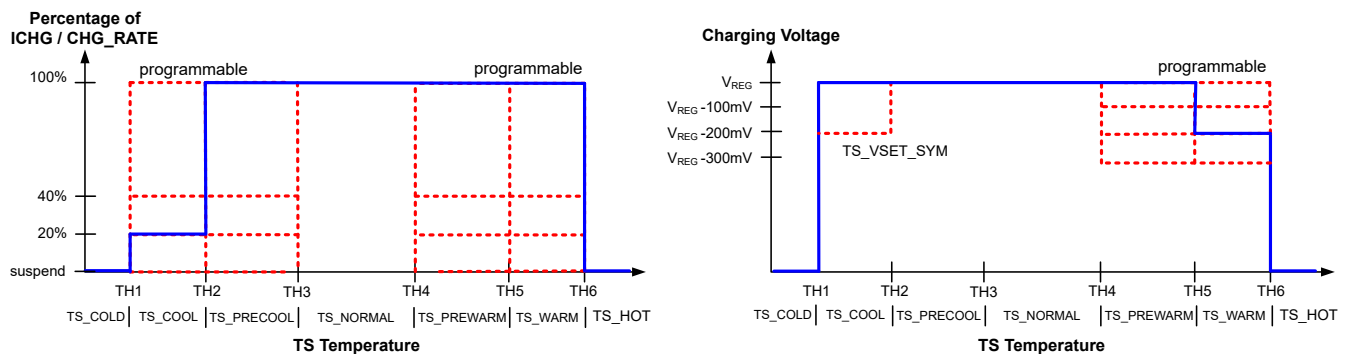 Percentage of
ICHG / CHG_RATE
programmable
programmable
100%
40%
20%
suspend
TH1 TH2 TH3 TH4 TH5 TH6
TS_COLD TS_COOL TS_PRECOOL TS_NORMAL TS_PREWARM TS_WARM TS_HOT
TS Temperature
Charging Voltage
programmable
VREG
VREG -100mV
VREG -200mV
VREG -300mV
TS_VSET_SYM
TH1 TH2 TH3 TH4 TH5 TH6
TS_COLD TS_COOL TS_PRECOOL TS_NORMAL TS_PREWARM TS_WARM TS_HOT
TS Temperature